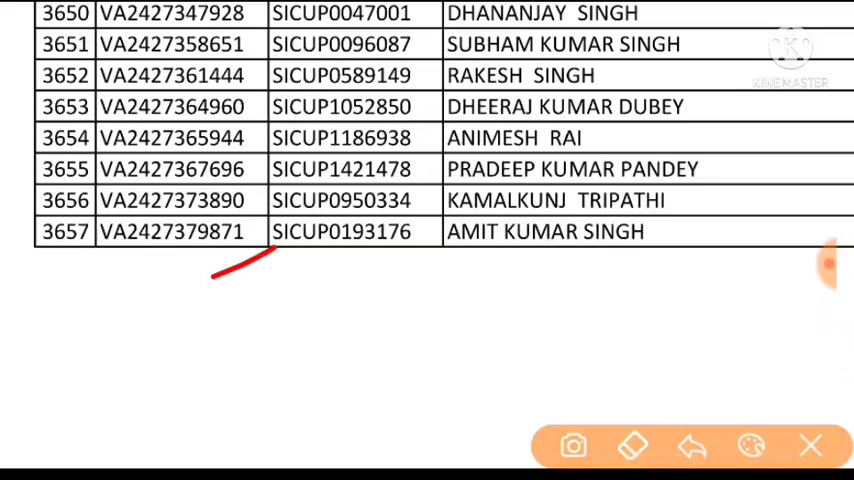 3650 VA2427347928 SICUP0047001 DHANANJAY SINGH
3651 VA2427358651 SICUP0096087 SUBHAM KUMAR SINGH
3652 VA2427361444 SICUP0589149 RAKESH SINGH
3653 VA2427364960 SICUP1052850 DHEERAJ KUMAR DUBEY
3654 VA2427365944 SICUP1186938 ANIMESH RAI
3655 VA2427367696 SICUP1421478 PRADEEP KUMAR PANDEY
3656 VA2427373890 SICUP0950334 KAMALKUNJ TRIPATHI
3657 VA2427379871 SICUP0193176 AMIT KUMAR SINGH
K
KINEMASTER